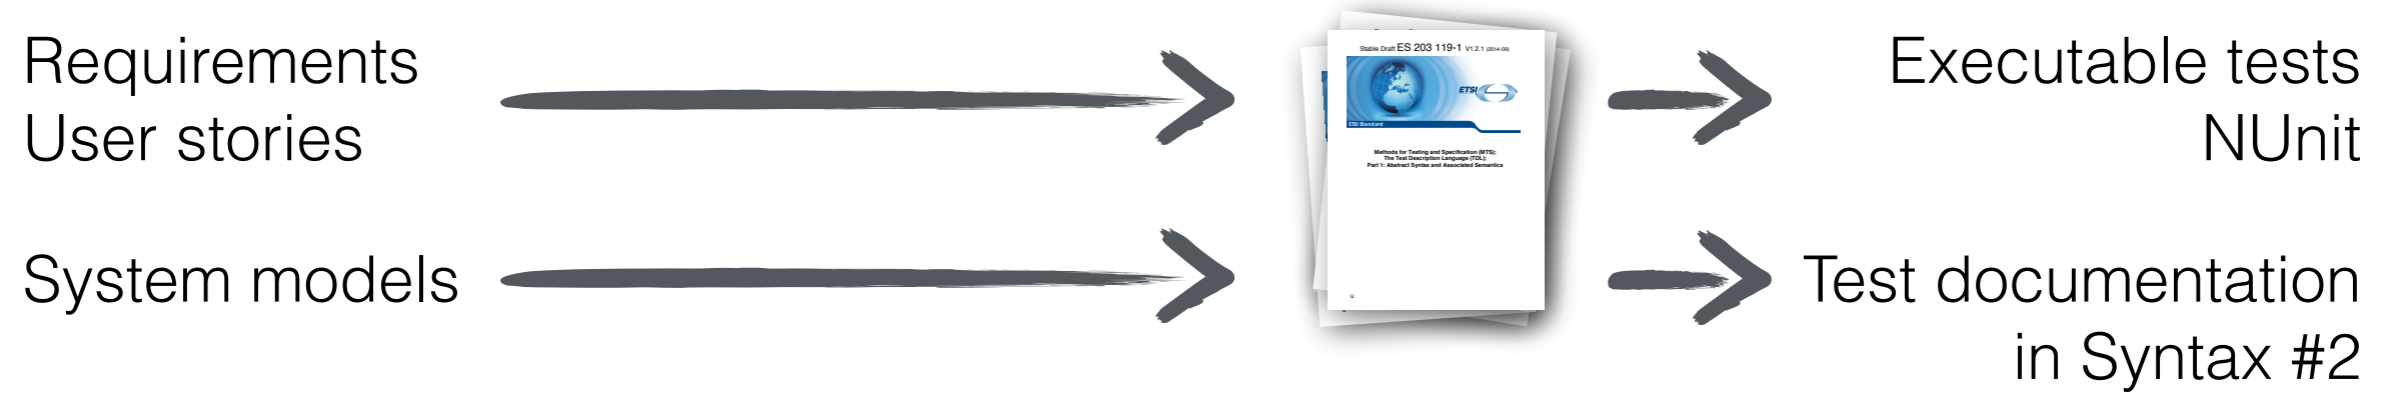 Requirements
User stories
System models
Stable Draft ES 203 119-1 V1.2.1 (2014-09)
ETSI
ETSI Standard
Methods for Testing and Specification (MTS);
The Test Description Language (TDL);
Part 1: Abstract Syntax and Associated Semantics
Executable tests
NUnit
Test documentation
in Syntax #2